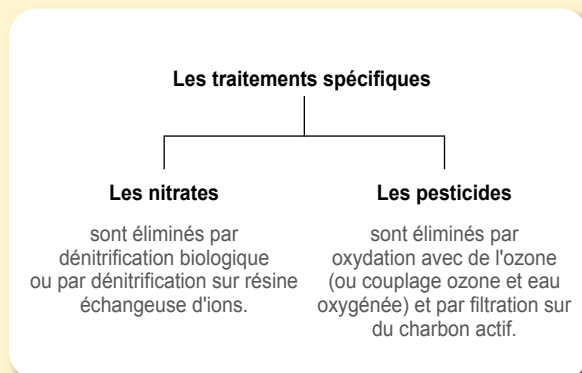 Les traitements spécifiques
Les nitrates
sont éliminés par
dénitrification biologique
ou par dénitrification sur résine
échangeuse d'ions.
Les pesticides
sont éliminés par
oxydation avec de l'ozone
(ou couplage ozone et eau
oxygénée) et par filtration sur
du charbon actif.